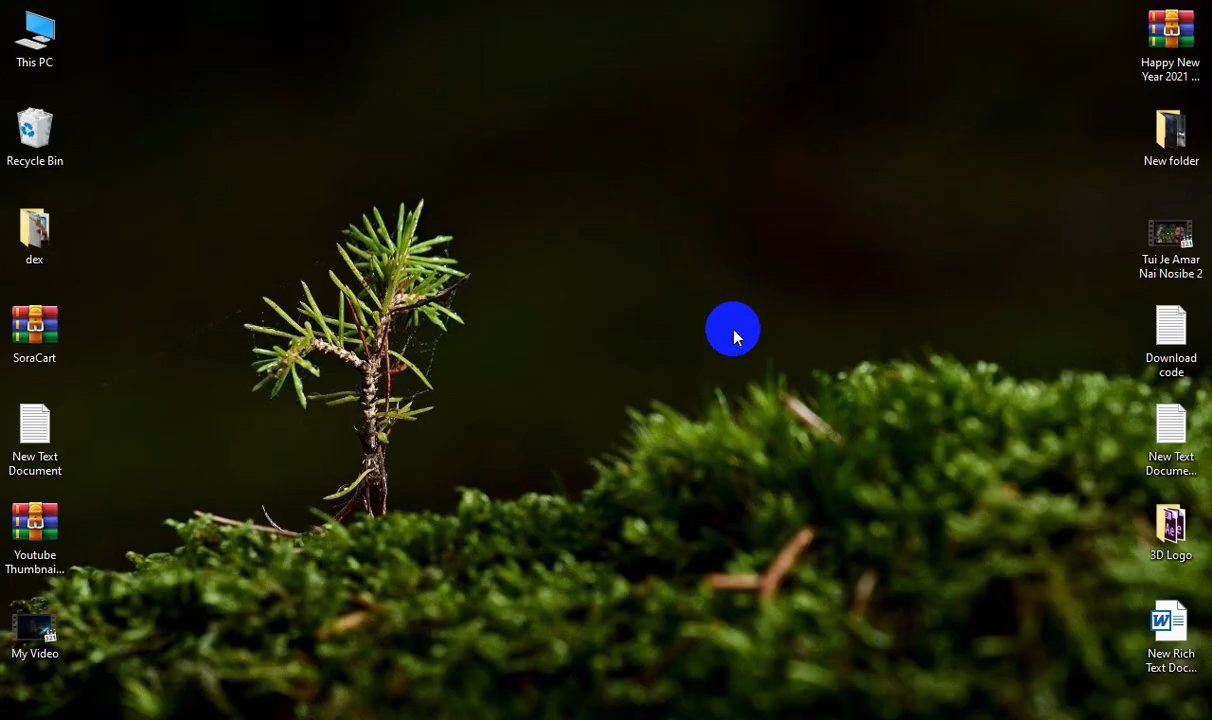 This PC
Recycle Bin
dex
SoraCart
New Text
Document
Youtube
Thumbnai...
My Video
Happy New
Year 2021 ...
New folder
Tui Je Amar
Nai Nosibe 2
Download
code
New Text
Docume...
3D Logo
New Rich
Text Doc...